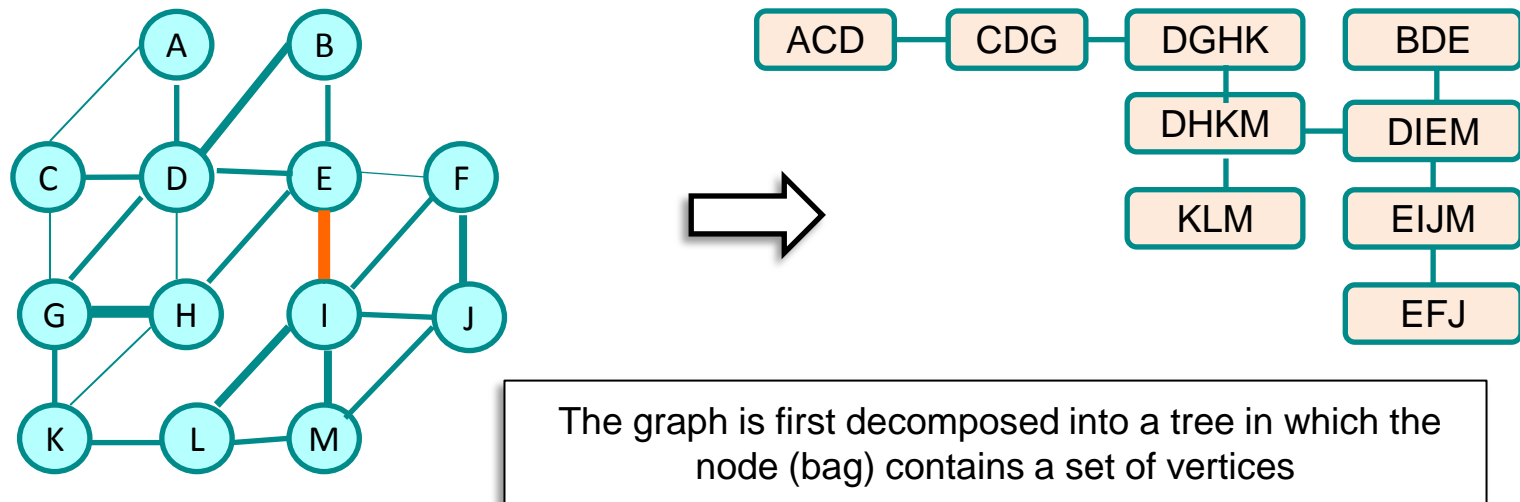 A B
C D E F
G H I J
K L M
ACD CDG DGHK BDE
DHKM DIEM
KLM EIJM
EFJ
The graph is first decomposed into a tree in which the
node (bag) contains a set of vertices